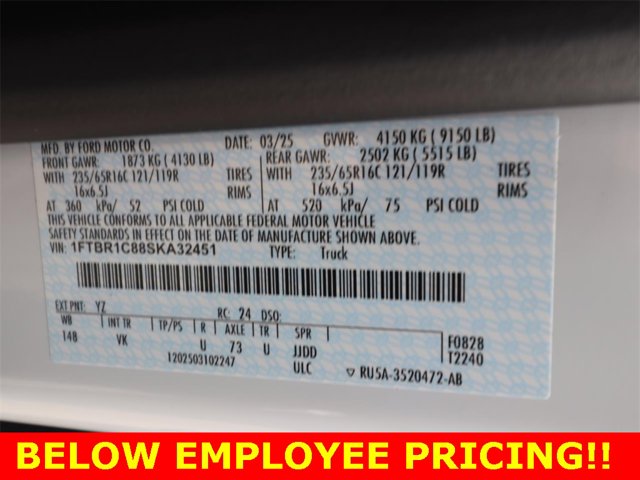 MFD. BY FORD MOTOR CO. DATE: 03/25 GVWR: 4150 KG ( 9150 LB)
FRONT GAWR: 1873 KG ( 4130 LB) REAR GAWR: 2502 KG ( 5515 LB)
WITH 235/65R16C 121/119R TIRES WITH 235/65R16C 121/119R TIRES
16x6.5J RIMS 16x6.5J RIMS
AT 360 kPa/ 52 PSI COLD AT 520 kPa/ 75 PSI COLD
THIS VEHICLE CONFORMS TO ALL APPLICABLE FEDERAL MOTOR VEHICLE
SAFETY STANDARDS IN EFFECT ON THE DATE OF MANUFACTURE SHOWN ABOVE.
VIN: 1FTBR1C88SKA32451 TYPE: Truck
EXT PNT: YZ RC: 24 DSO:
WB INT TR TP/PS R AXLE TR SPR F0828
148 VK U 73 U JJDD T2240
1202503102247 ULC ▽ RU5A-3520472-AB
BELOW EMPLOYEE PRICING!!